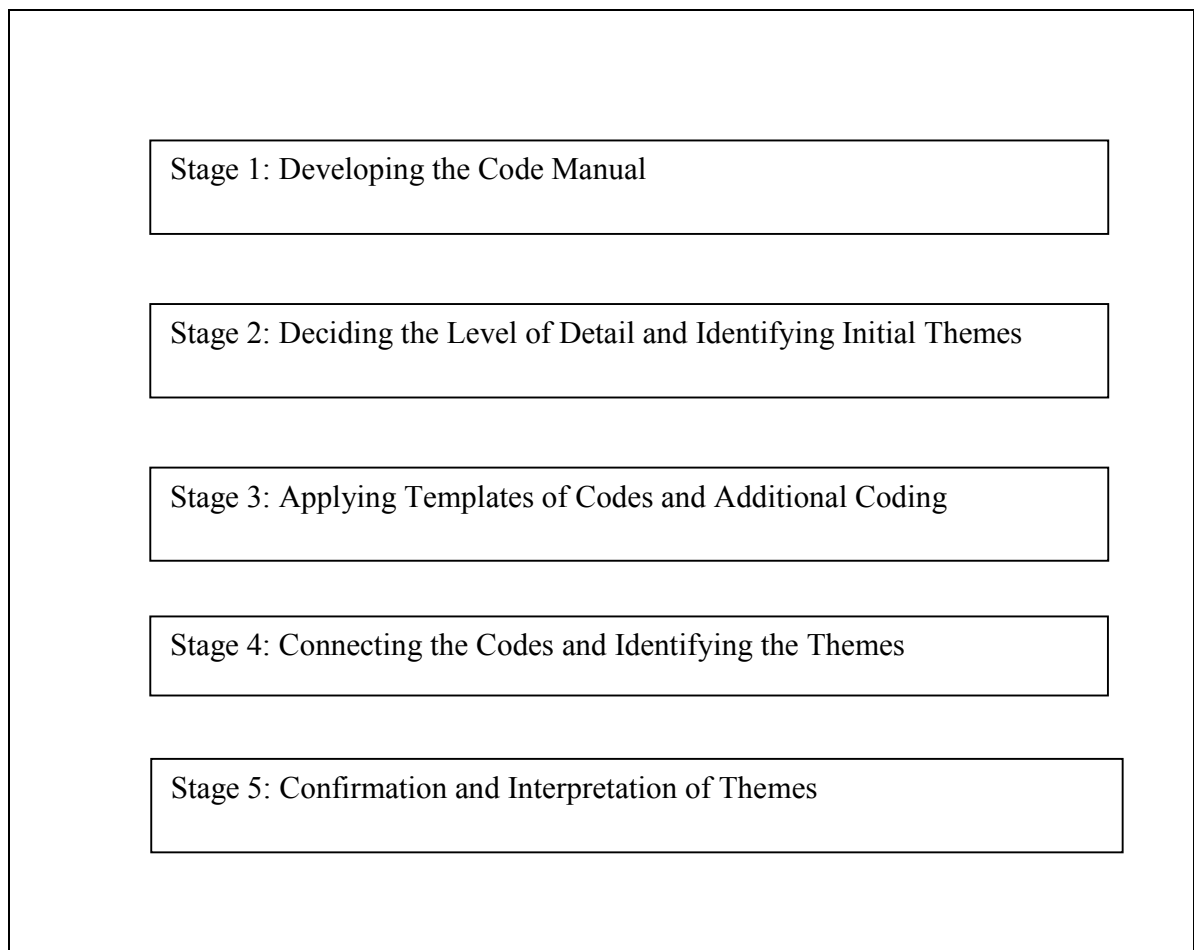 Stage 1: Developing the Code Manual
Stage 2: Deciding the Level of Detail and Identifying Initial Themes
Stage 3: Applying Templates of Codes and Additional Coding
Stage 4: Connecting the Codes and Identifying the Themes
Stage 5: Confirmation and Interpretation of Themes